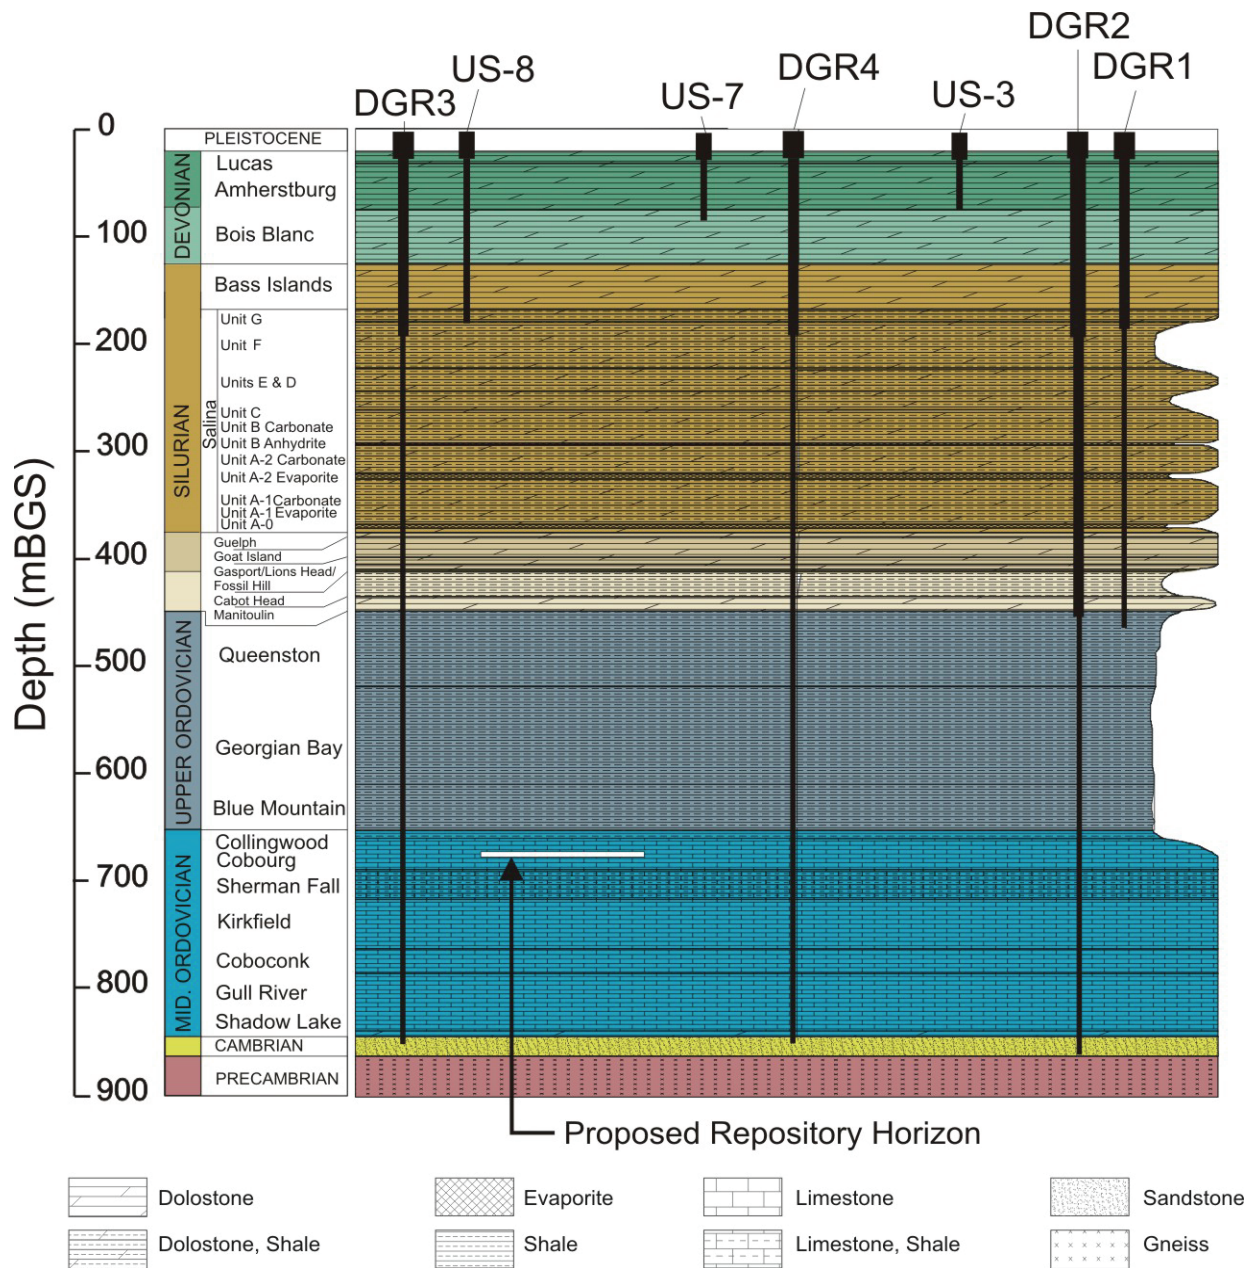 DGR2
US-8
DGR4
DGR1
DGR3
US-7
US-3
Depth (mBGS)
0
100
200
300
400
500
600
700
800
900
PLEISTOCENE
DEVONIAN
Lucas
Amherstburg
Bois Blanc
SILURIAN
Bass Islands
Salina
Unit G
Unit F
Units E & D
Unit C
Unit B Carbonate
Unit B Anhydrite
Unit A-2 Carbonate
Unit A-2 Evaporite
Unit A-1 Carbonate
Unit A-1 Evaporite
Unit A-0
Guelph
Goat Island
Gasport/Lions Head/
Fossil Hill
Cabot Head
Manitoulin
UPPER ORDOVICIAN
Queenston
Georgian Bay
Blue Mountain
MID. ORDOVICIAN
Collingwood
Cobourg
Sherman Fall
Kirkfield
Coboconk
Gull River
Shadow Lake
CAMBRIAN
PRECAMBRIAN
Proposed Repository Horizon
Dolostone
Evaporite
Limestone
Sandstone
Dolostone, Shale
Shale
Limestone, Shale
Gneiss